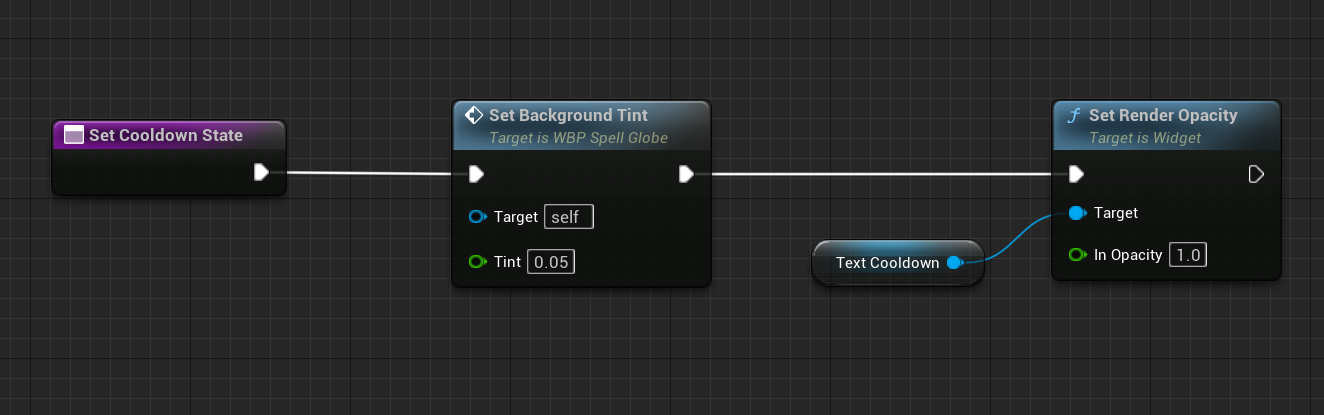 Set Cooldown State
Set Background Tint
Target is WBP Spell Globe
Target self
Tint 0.05
Text Cooldown
Set Render Opacity
Target is Widget
Target
In Opacity 1.0